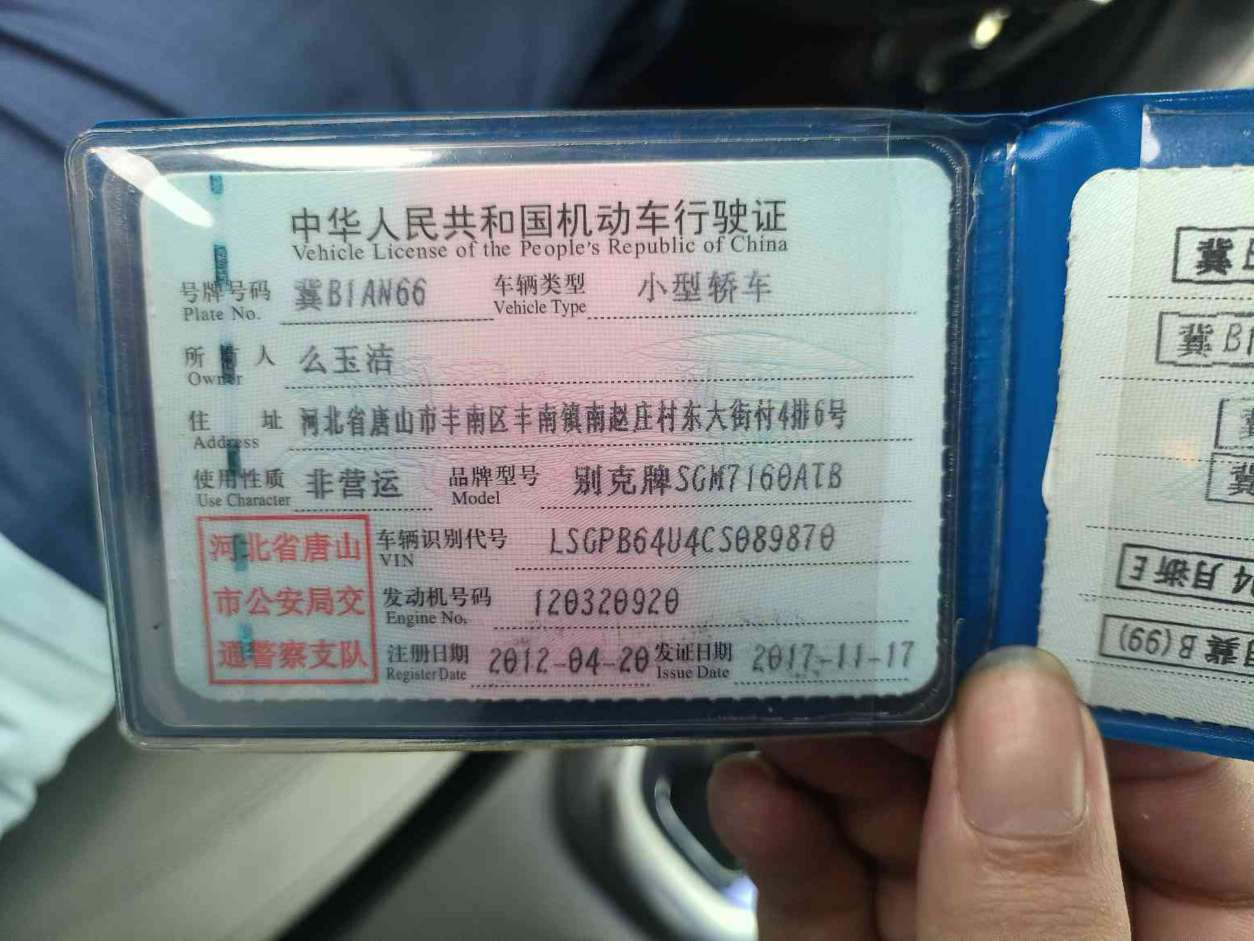 中华人民共和国机动车行驶证
Vehicle License of the People's Republic of China
号牌号码 冀B1AN66 车辆类型 小型轿车
Plate No. Vehicle Type
所有人 么玉洁
Owner
住址 河北省唐山市丰南区丰南镇南赵庄村东大街付4排6号
Address
使用性质 非营运 品牌型号 别克牌SGM7160ATB
Use Character Model
河北省唐山 车辆识别代号 LSGPB64U4CS089870
VIN
市公安局交 发动机号码 120320920
Engine No.
通警察支队 注册日期 2012-04-20 发证日期 2017-11-17
Register Date Issue Date